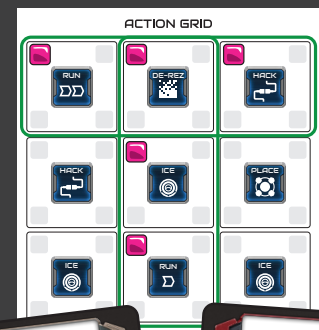 ACTION GRID
RUN
DE-REZ
HACK
HACK
ICE
PLACE
ICE
RUN
ICE